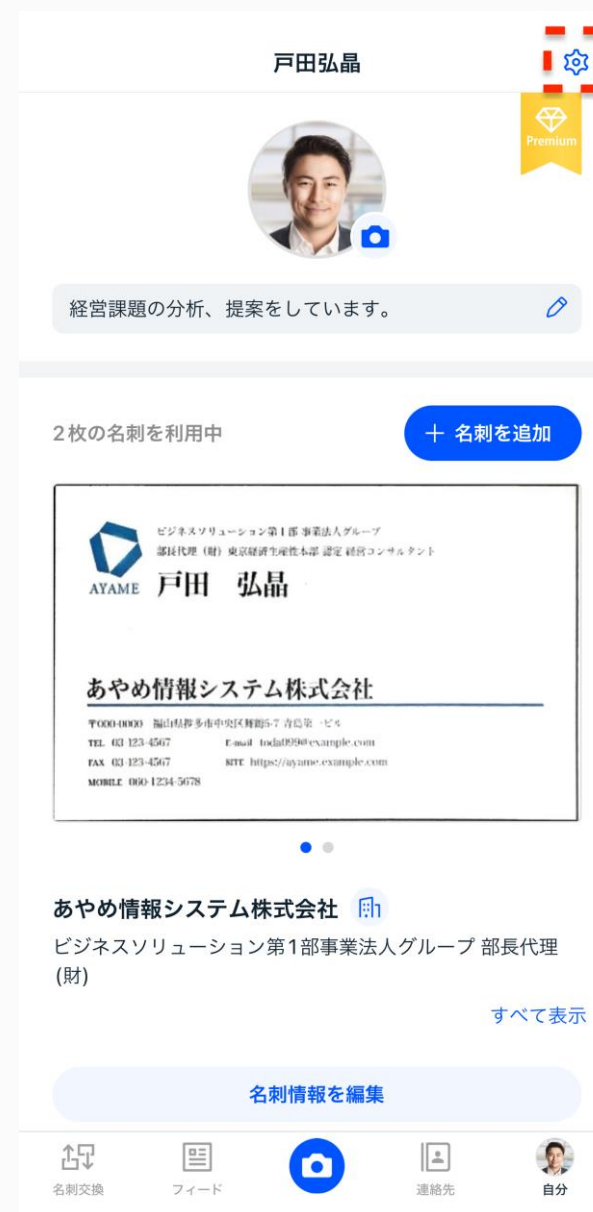 戸田弘晶
Premium
経営課題の分析、提案をしています。
2枚の名刺を利用中
＋ 名刺を追加
ビジネスソリューション第1部 事業法人グループ
部長代理（財）東京経済生産性本部 認定 経営コンサルタント
AYAME
戸田 弘晶
あやめ情報システム株式会社
〒000-0000
TEL 03-123-4567 E-mail toda099@example.com
FAX 03-123-4567 SITE https://ayame.example.com
MOBILE 060-1234-5678
あやめ情報システム株式会社
ビジネスソリューション第1部事業法人グループ 部長代理
(財)
すべて表示
名刺情報を編集
名刺交換
フィード
連絡先
自分